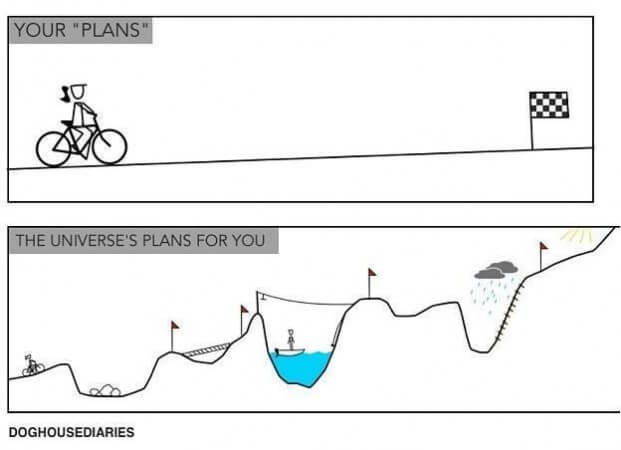 YOUR "PLANS"
THE UNIVERSE'S PLANS FOR YOU
DOGHOUSEDIARIES